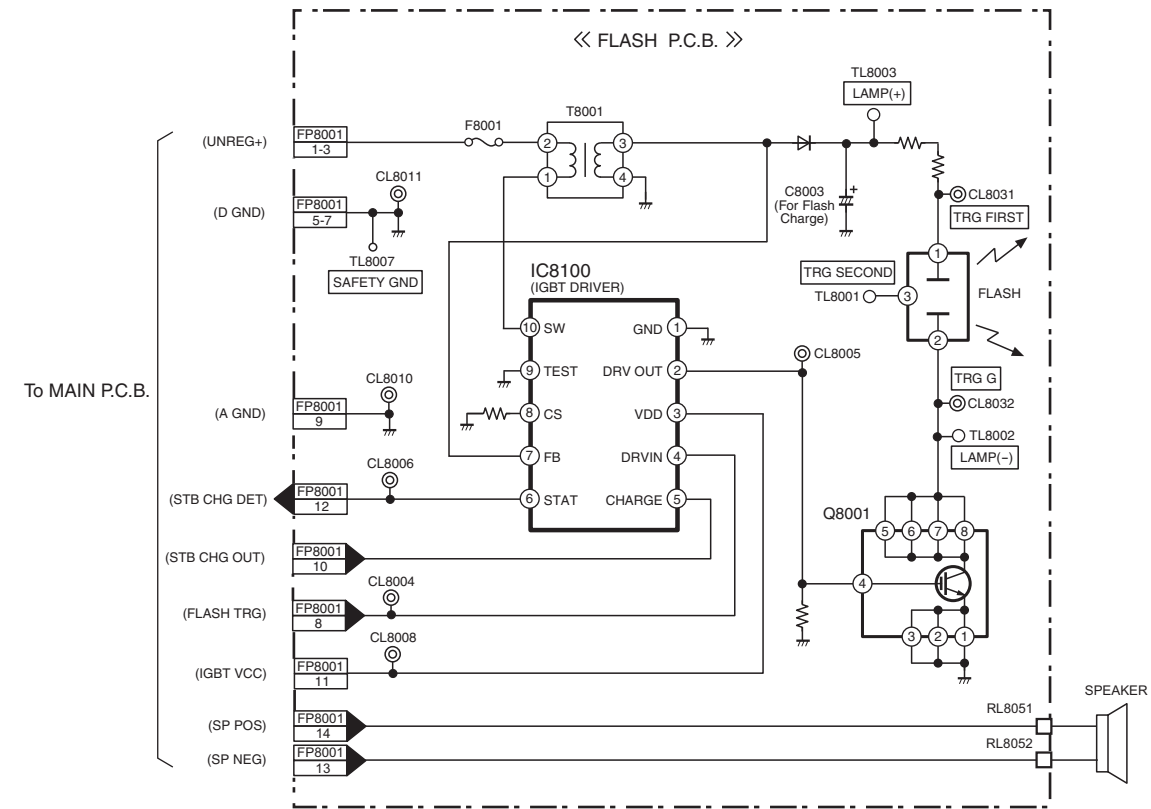 ≪ FLASH P.C.B. ≫
TL8003
LAMP(+)
(UNREG+)
FP8001
1-3
F8001
T8001
2
3
1
4
C8003
(For Flash
Charge)
+
CL8031
TRG FIRST
(D GND)
FP8001
5-7
CL8011
TL8007
SAFETY GND
TRG SECOND
TL8001
1
3
2
FLASH
IC8100
(IGBT DRIVER)
10 SW
GND 1
9 TEST
DRV OUT 2
8 CS
VDD 3
7 FB
DRVIN 4
6 STAT
CHARGE 5
CL8005
TRG G
CL8032
TL8002
LAMP(−)
To MAIN P.C.B.
(A GND)
FP8001
9
CL8010
(STB CHG DET)
FP8001
12
CL8006
(STB CHG OUT)
FP8001
10
(FLASH TRG)
FP8001
8
CL8004
(IGBT VCC)
FP8001
11
CL8008
Q8001
5
6
7
8
4
3
2
1
(SP POS)
FP8001
14
RL8051
SPEAKER
(SP NEG)
FP8001
13
RL8052